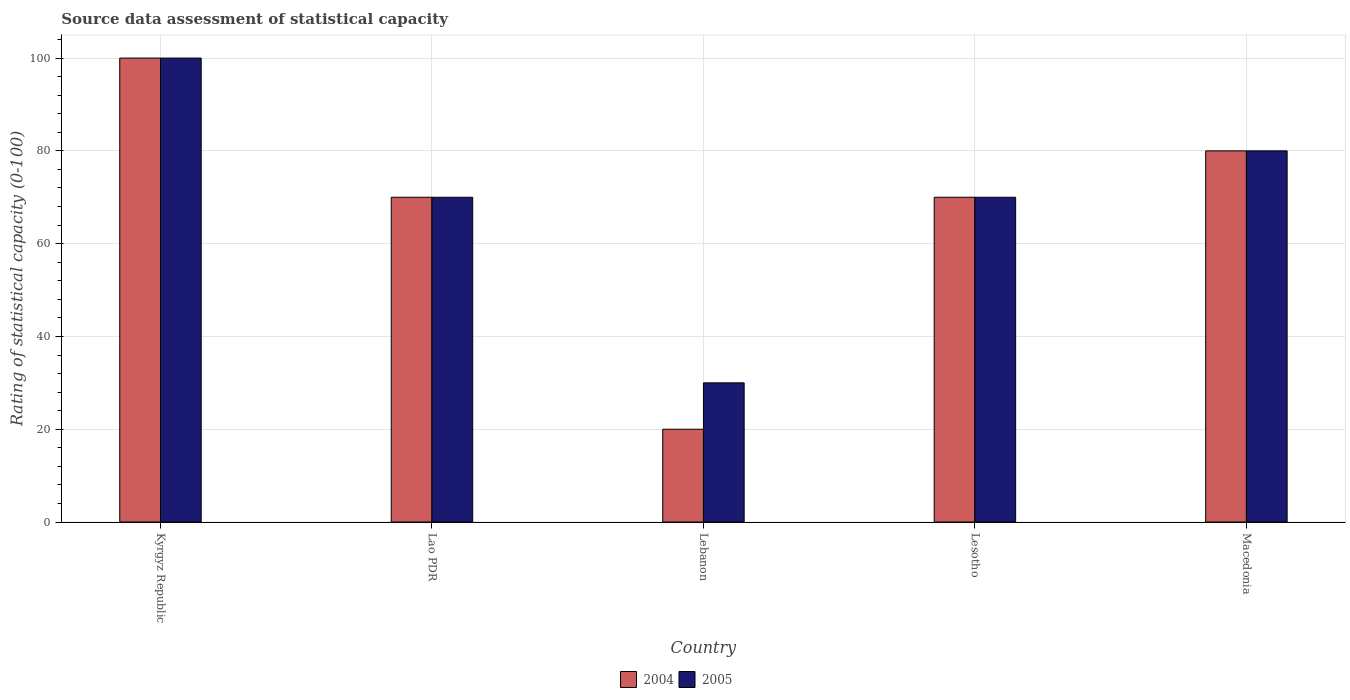 Source data assessment of statistical capacity
Rating of statistical capacity (0-100)
100
80
60
40
20
0
Kyrgyz Republic
Lao PDR
Lebanon
Lesotho
Macedonia
Country
2004
2005